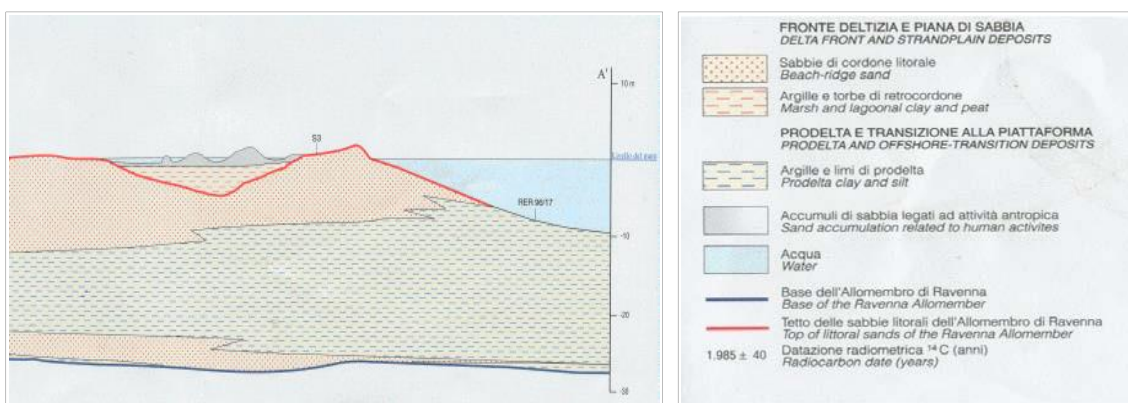 A'
10 m
S3
Livello del mare
RER 96/17
-10
-20
-30
FRONTE DELTIZIA E PIANA DI SABBIA
DELTA FRONT AND STRANDPLAIN DEPOSITS
Sabbie di cordone litorale
Beach-ridge sand
Argille e torbe di retrocordone
Marsh and lagoonal clay and peat
PRODELTA E TRANSIZIONE ALLA PIATTAFORMA
PRODELTA AND OFFSHORE-TRANSITION DEPOSITS
Argille e limi di prodelta
Prodelta clay and silt
Accumuli di sabbia legati ad attività antropica
Sand accumulation related to human activites
Acqua
Water
Base dell'Allomembro di Ravenna
Base of the Ravenna Allomember
Tetto delle sabbie litorali dell'Allomembro di Ravenna
Top of littoral sands of the Ravenna Allomember
1.985 ± 40
Datazione radiometrica ¹⁴ C (anni)
Radiocarbon date (years)